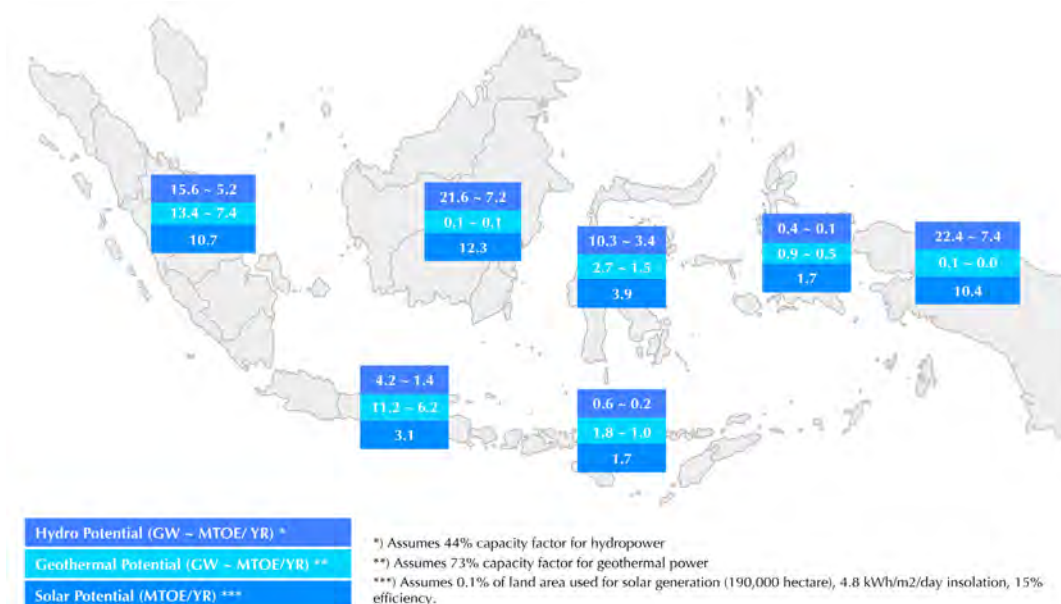 15.6 ~ 5.2
13.4 ~ 7.4
10.7
21.6 ~ 7.2
0.1 ~ 0.1
12.3
10.3 ~ 3.4
2.7 ~ 1.5
3.9
0.4 ~ 0.1
0.9 ~ 0.5
1.7
22.4 ~ 7.4
0.1 ~ 0.0
10.4
4.2 ~ 1.4
11.2 ~ 6.2
3.1
0.6 ~ 0.2
1.8 ~ 1.0
1.7
Hydro Potential (GW ~ MTOE/ YR) *
Geothermal Potential (GW ~ MTOE/YR) **
Solar Potential (MTOE/YR) ***
*) Assumes 44% capacity factor for hydropower
**) Assumes 73% capacity factor for geothermal power
***) Assumes 0.1% of land area used for solar generation (190,000 hectare), 4.8 kWh/m2/day insolation, 15%
efficiency.